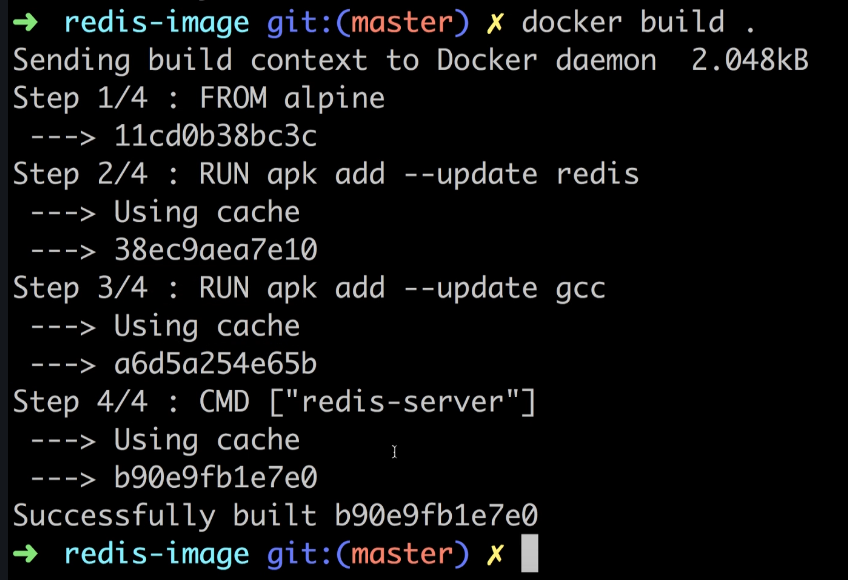 ➜  redis-image git:(master) ✗ docker build .
Sending build context to Docker daemon  2.048kB
Step 1/4 : FROM alpine
 ---> 11cd0b38bc3c
Step 2/4 : RUN apk add --update redis
 ---> Using cache
 ---> 38ec9aea7e10
Step 3/4 : RUN apk add --update gcc
 ---> Using cache
 ---> a6d5a254e65b
Step 4/4 : CMD ["redis-server"]
 ---> Using cache
 ---> b90e9fb1e7e0
Successfully built b90e9fb1e7e0
➜  redis-image git:(master) ✗